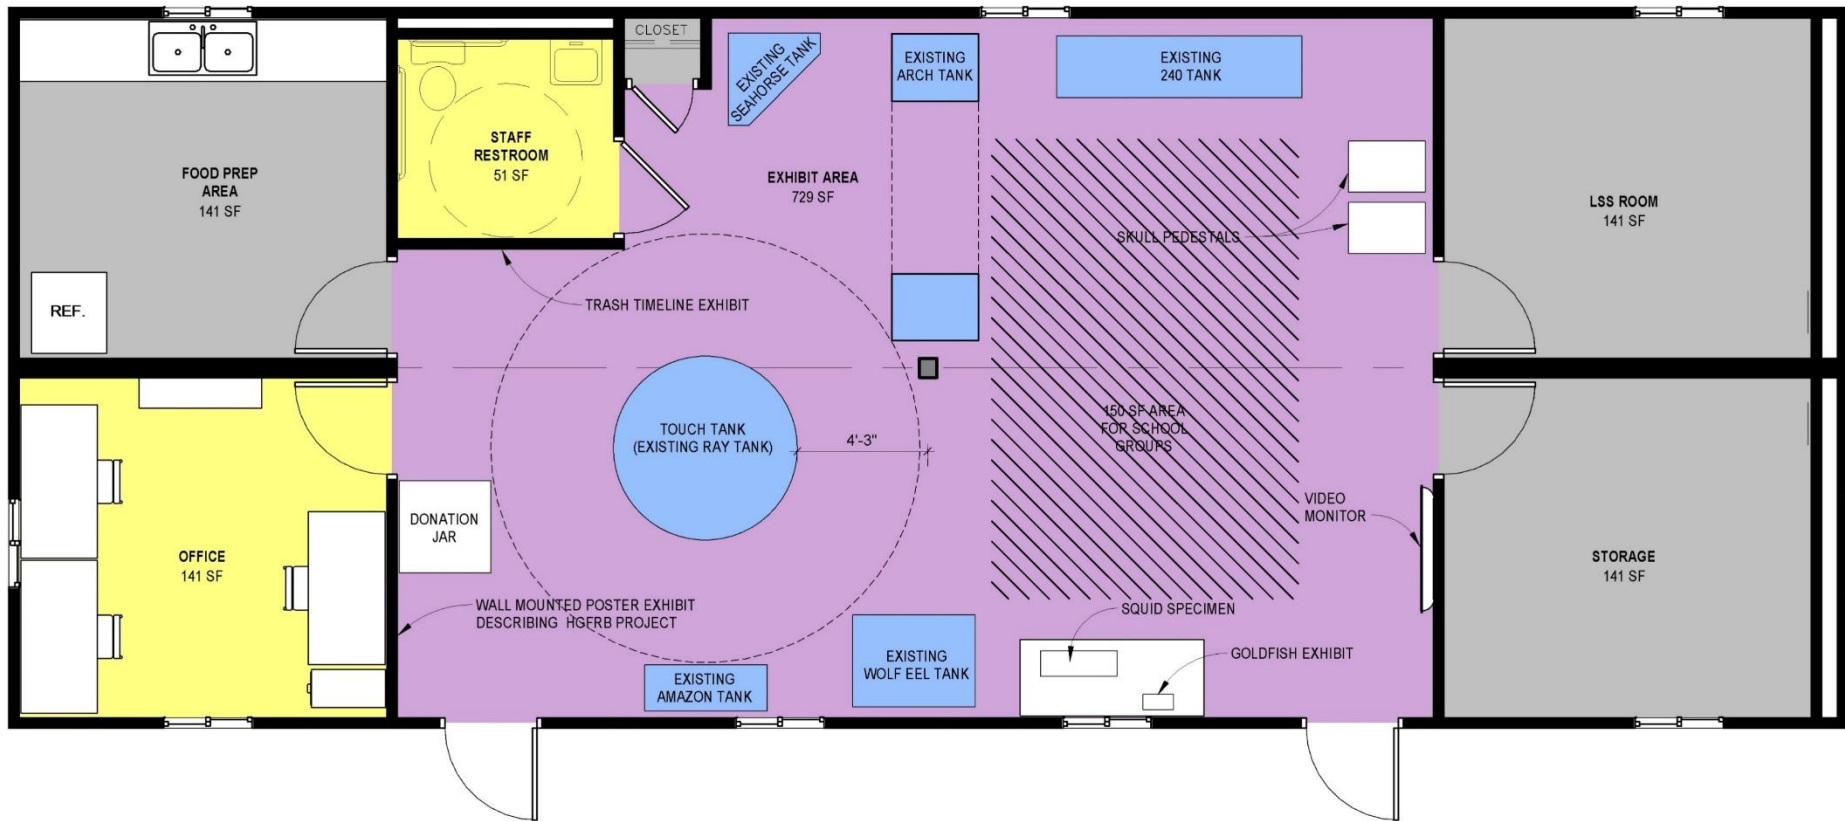 CLOSET
EXISTING
SEAHORSE TANK
EXISTING
ARCH TANK
EXISTING
240 TANK
STAFF
RESTROOM
51 SF
FOOD PREP
AREA
141 SF
EXHIBIT AREA
729 SF
LSS ROOM
141 SF
SKULL PEDESTALS
REF.
TRASH TIMELINE EXHIBIT
TOUCH TANK
(EXISTING RAY TANK)
4'-3"
150 SF AREA
FOR SCHOOL
GROUPS
VIDEO
MONITOR
DONATION
JAR
OFFICE
141 SF
STORAGE
141 SF
WALL MOUNTED POSTER EXHIBIT
DESCRIBING HGFRB PROJECT
SQUID SPECIMEN
GOLDFISH EXHIBIT
EXISTING
WOLF EEL TANK
EXISTING
AMAZON TANK